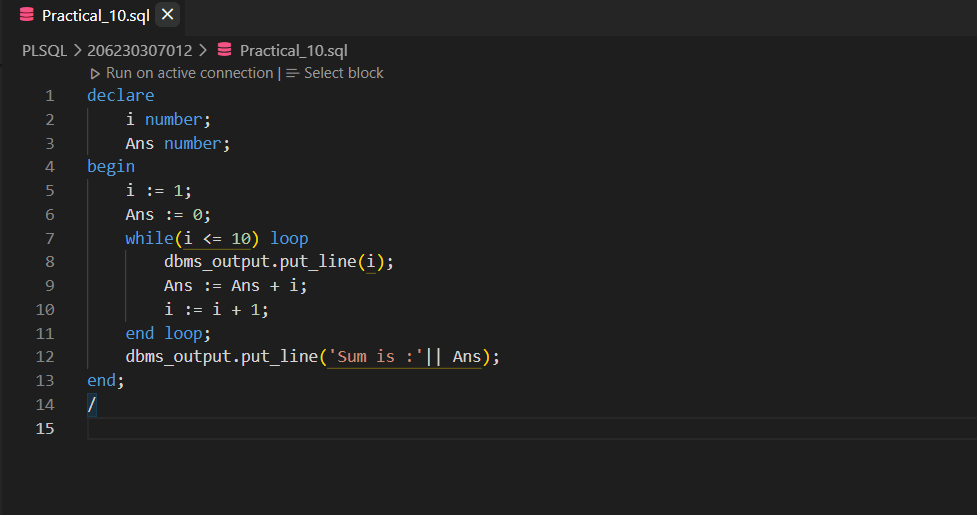 Practical_10.sql
PLSQL > 206230307012 > Practical_10.sql
Run on active connection | Select block
1 declare
2     i number;
3     Ans number;
4 begin
5     i := 1;
6     Ans := 0;
7     while(i <= 10) loop
8         dbms_output.put_line(i);
9         Ans := Ans + i;
10         i := i + 1;
11     end loop;
12     dbms_output.put_line('Sum is :'|| Ans);
13 end;
14 /
15